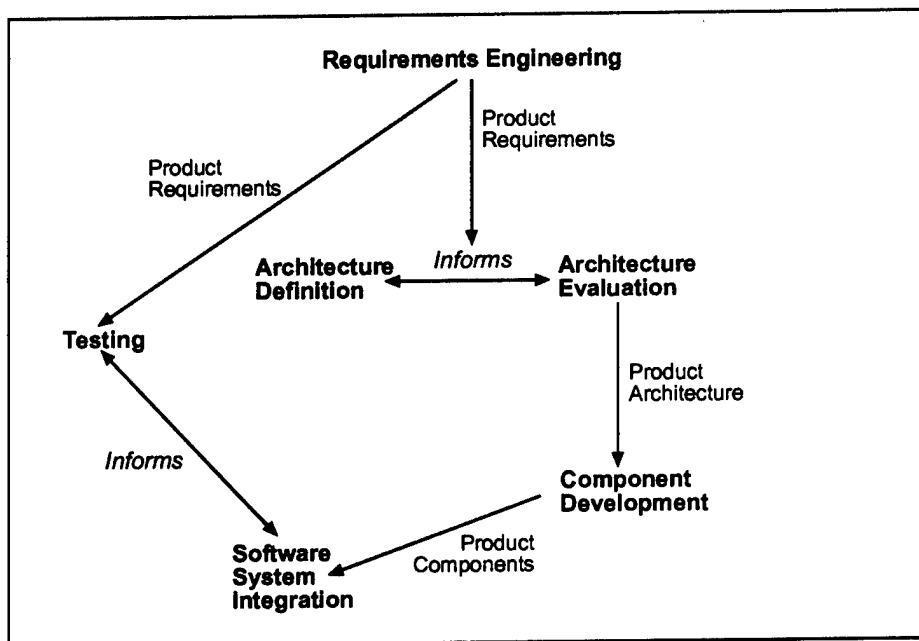 Requirements Engineering
Product
Requirements
Product
Requirements
Architecture
Definition
Informs
Architecture
Evaluation
Testing
Product
Architecture
Informs
Component
Development
Product
Components
Software
System
Integration